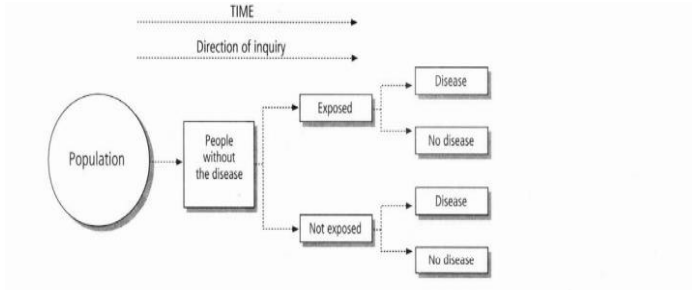 TIME
Direction of inquiry
Population
People
without
the disease
Exposed
Not exposed
Disease
No disease
Disease
No disease